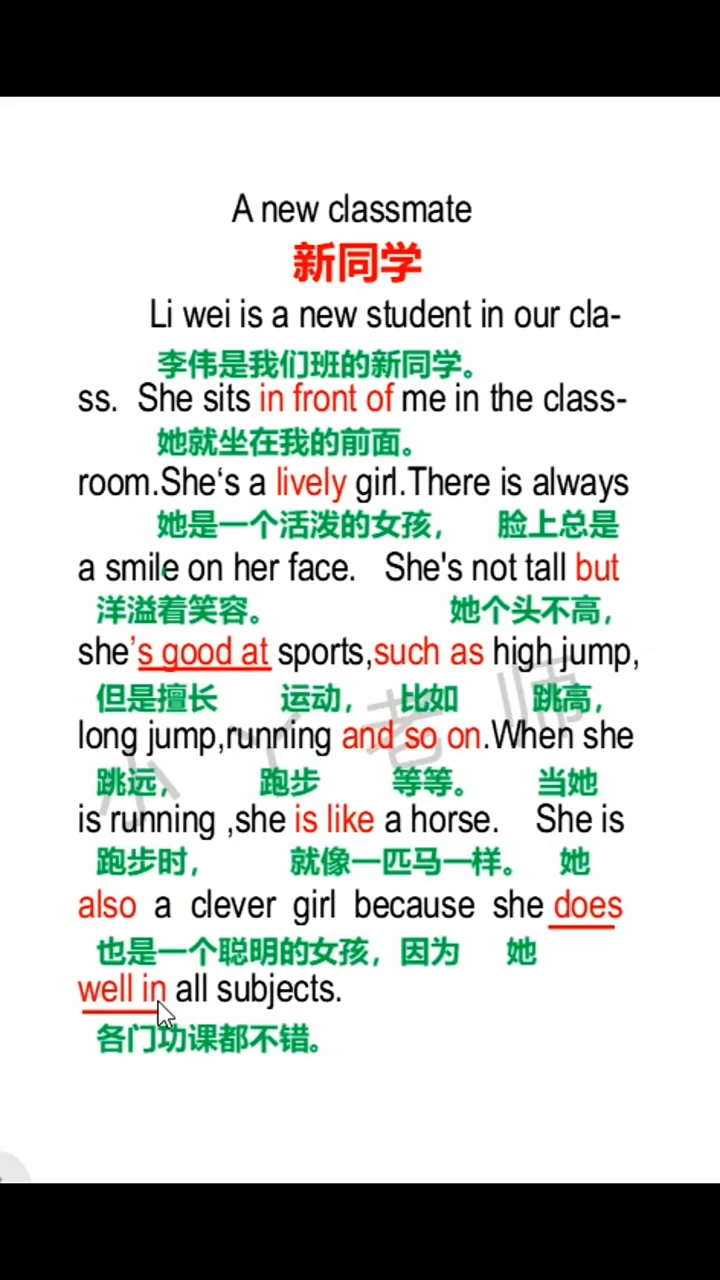 A new classmate
新同学
Li wei is a new student in our cla-
李伟是我们班的新同学。
ss. She sits in front of me in the class-
她就坐在我的前面。
room.She‘s a lively girl.There is always
她是一个活泼的女孩， 脸上总是
a smile on her face. She's not tall but
洋溢着笑容。 她个头不高，
she’s good at sports,such as high jump,
但是擅长 运动， 比如 跳高，
long jump,running and so on.When she
跳远， 跑步 等等。 当她
is running ,she is like a horse. She is
跑步时， 就像一匹马一样。 她
also a clever girl because she does
也是一个聪明的女孩，因为 她
well in all subjects.
各门功课都不错。
小丫老师